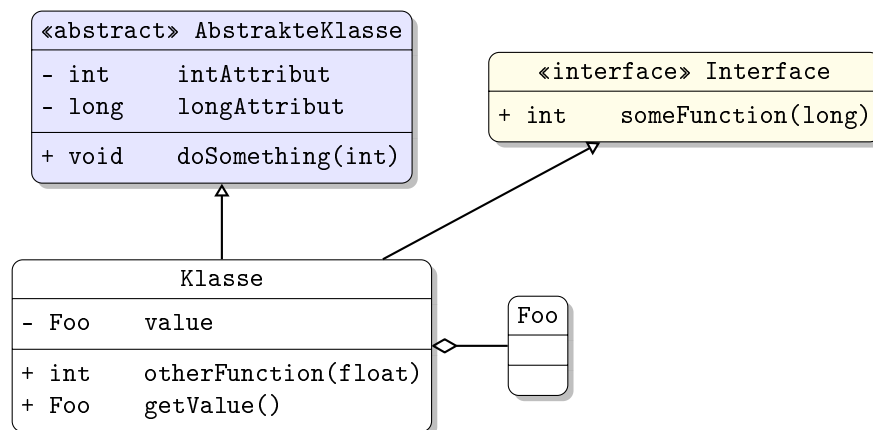 «abstract» AbstrakteKlasse
- int intAttribut
- long longAttribut
+ void doSomething(int)
«interface» Interface
+ int someFunction(long)
Klasse
- Foo value
+ int otherFunction(float)
+ Foo getValue()
Foo